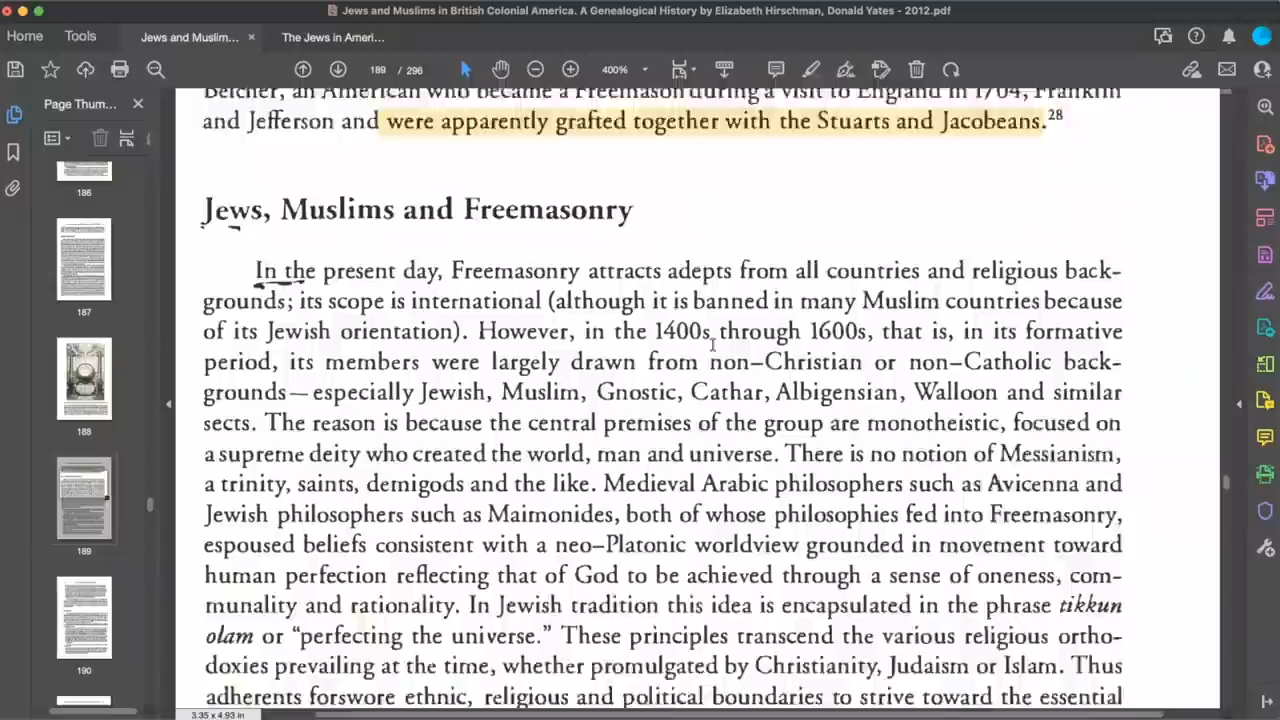 Jews and Muslims in British Colonial America. A Genealogical History by Elizabeth Hirschman, Donald Yates - 2012.pdf
Home Tools Jews and Muslim... × The Jews in Ameri...
189 / 296 400%
Page Thum... ×
186
187
188
189
190
Belcher, an American who became a Freemason during a visit to England in 1704, Franklin
and Jefferson and were apparently grafted together with the Stuarts and Jacobeans.28
Jews, Muslims and Freemasonry
In the present day, Freemasonry attracts adepts from all countries and religious back-
grounds; its scope is international (although it is banned in many Muslim countries because
of its Jewish orientation). However, in the 1400s through 1600s, that is, in its formative
period, its members were largely drawn from non–Christian or non–Catholic back-
grounds—especially Jewish, Muslim, Gnostic, Cathar, Albigensian, Walloon and similar
sects. The reason is because the central premises of the group are monotheistic, focused on
a supreme deity who created the world, man and universe. There is no notion of Messianism,
a trinity, saints, demigods and the like. Medieval Arabic philosophers such as Avicenna and
Jewish philosophers such as Maimonides, both of whose philosophies fed into Freemasonry,
espoused beliefs consistent with a neo–Platonic worldview grounded in movement toward
human perfection reflecting that of God to be achieved through a sense of oneness, com-
munality and rationality. In Jewish tradition this idea is encapsulated in the phrase tikkun
olam or “perfecting the universe.” These principles transcend the various religious ortho-
doxies prevailing at the time, whether promulgated by Christianity, Judaism or Islam. Thus
adherents forswore ethnic, religious and political boundaries to strive toward the essential
3.35 x 4.93 in